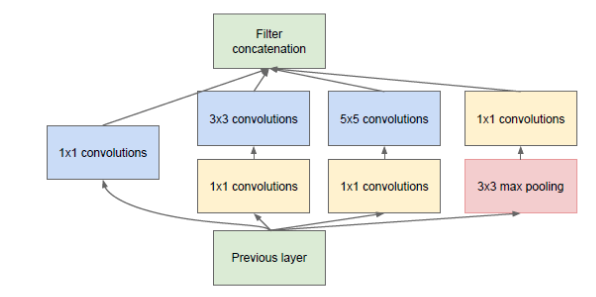 Filter
concatenation
3x3 convolutions
5x5 convolutions
1x1 convolutions
1x1 convolutions
1x1 convolutions
1x1 convolutions
3x3 max pooling
Previous layer